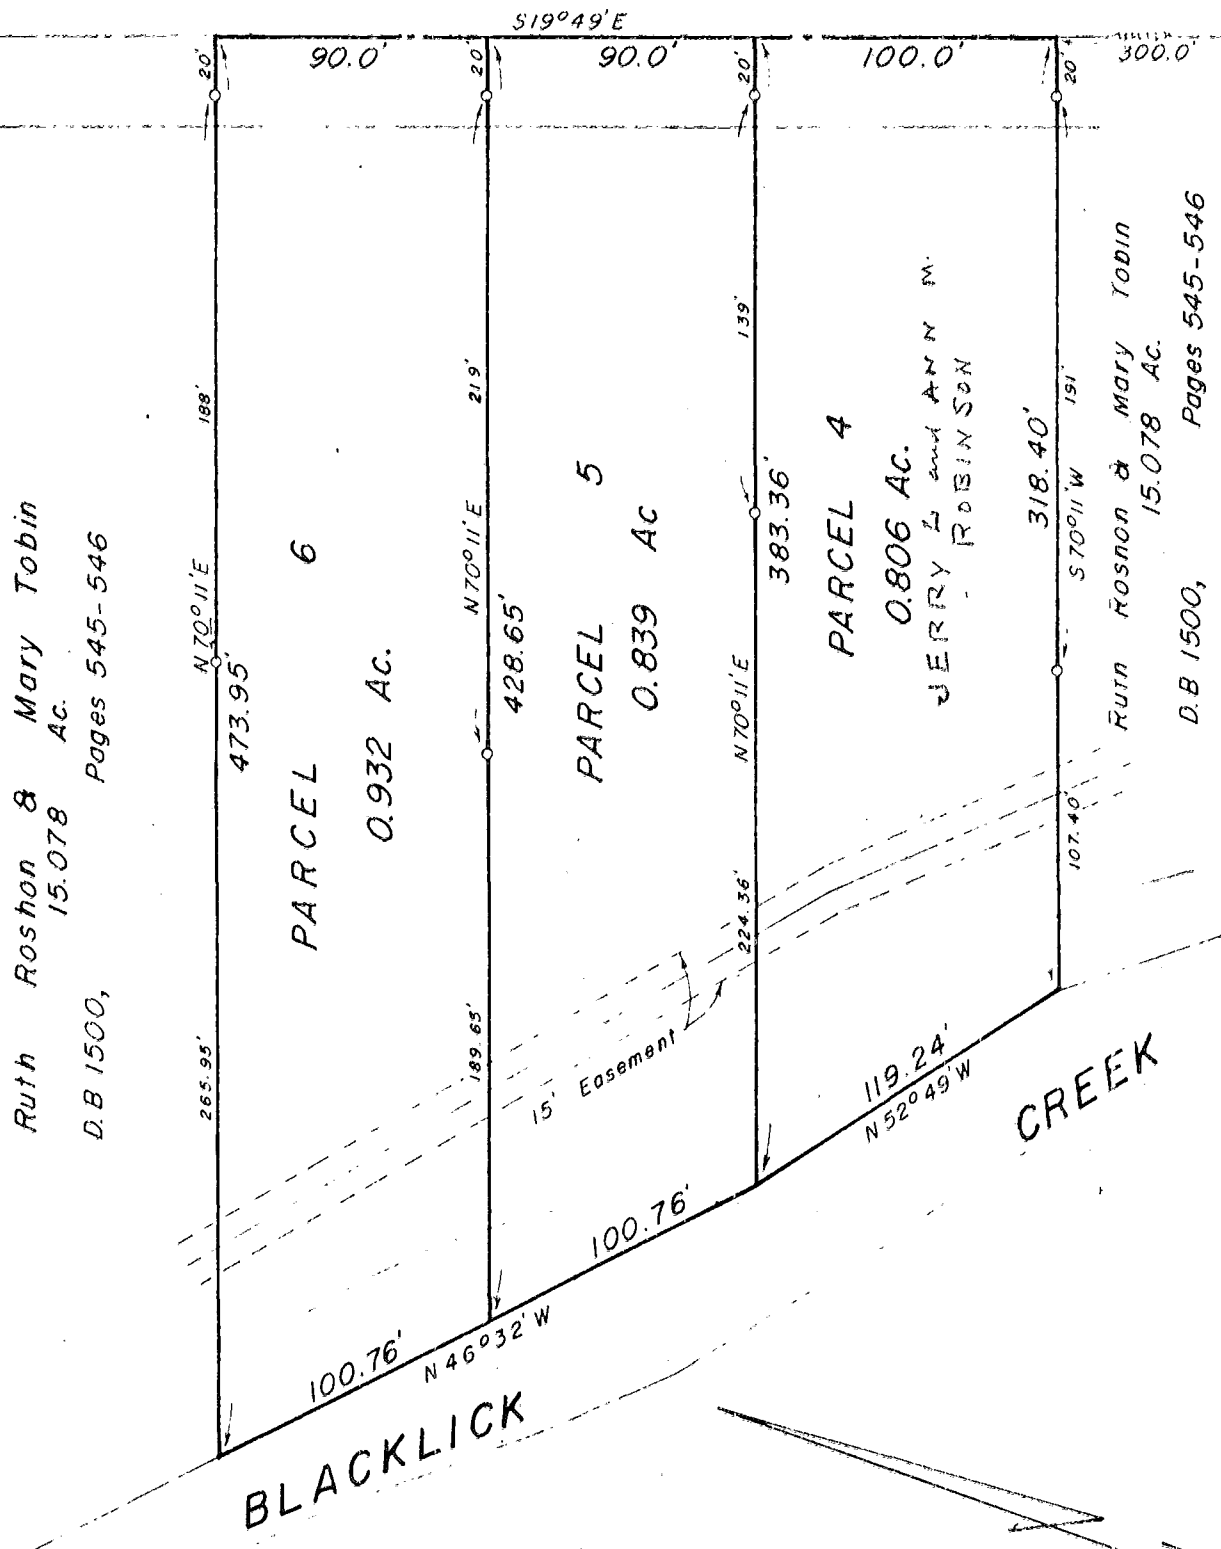 S19°49'E
90.0'
90.0'
100.0'
300.0'
20'
20'
20'
20'
188'
N70°11'E
473.95'
265.95'
219'
N70°11'E
428.65'
189.65'
139'
383.36'
N70°11'E
224.36'
191'
318.40'
S70°11'W
107.40'
Ruth Roshon & Mary Tobin
15.078 Ac.
D.B 1500, Pages 545-546
PARCEL 6
0.932 Ac.
PARCEL 5
0.839 Ac
PARCEL 4
0.806 Ac.
JERRY L and ANN M.
ROBINSON
Ruth Roshon & Mary Tobin
15.078 Ac.
D.B 1500, Pages 545-546
15' Easement
100.76'
N46°32'W
100.76'
119.24'
N52°49'W
BLACKLICK CREEK